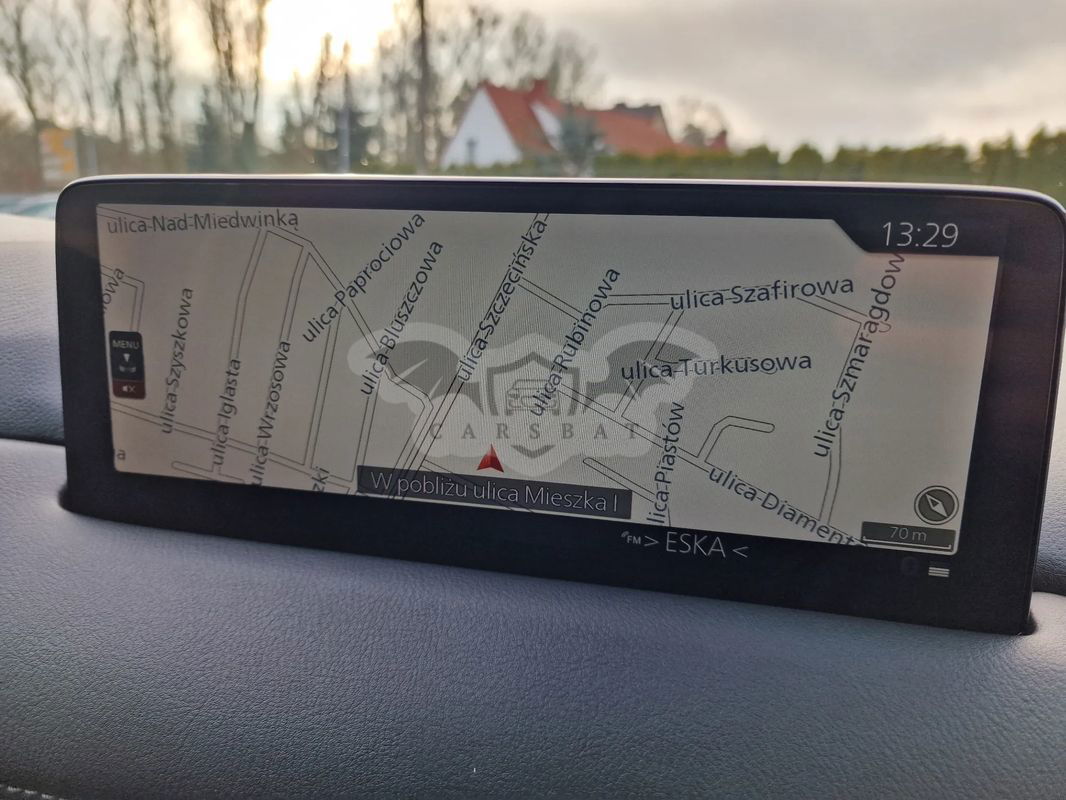 ulica Nad Miedwinką
13:29
ulica Paprociowa
ulica Bluszczowa
ulica Szczecińska
ulica Rubinowa
ulica Szafirowa
ulica Szmaragdow
ulica Turkusowa
MENU
ulica Szyszkowa
ulica Iglasta
ulica Wrzosowa
CARSBAT
ulica Piastów
ulica Diament
W pobliżu ulica Mieszka I
70 m
FM > ESKA <